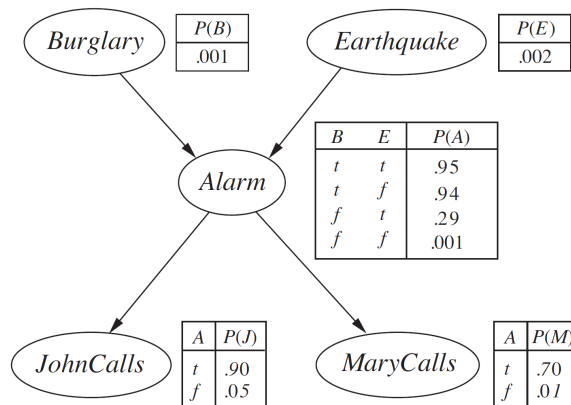 Burglary
P(B)
.001
Earthquake
P(E)
.002
Alarm
B E P(A)
t t .95
t f .94
f t .29
f f .001
JohnCalls
A P(J)
t .90
f .05
MaryCalls
A P(M)
t .70
f .01